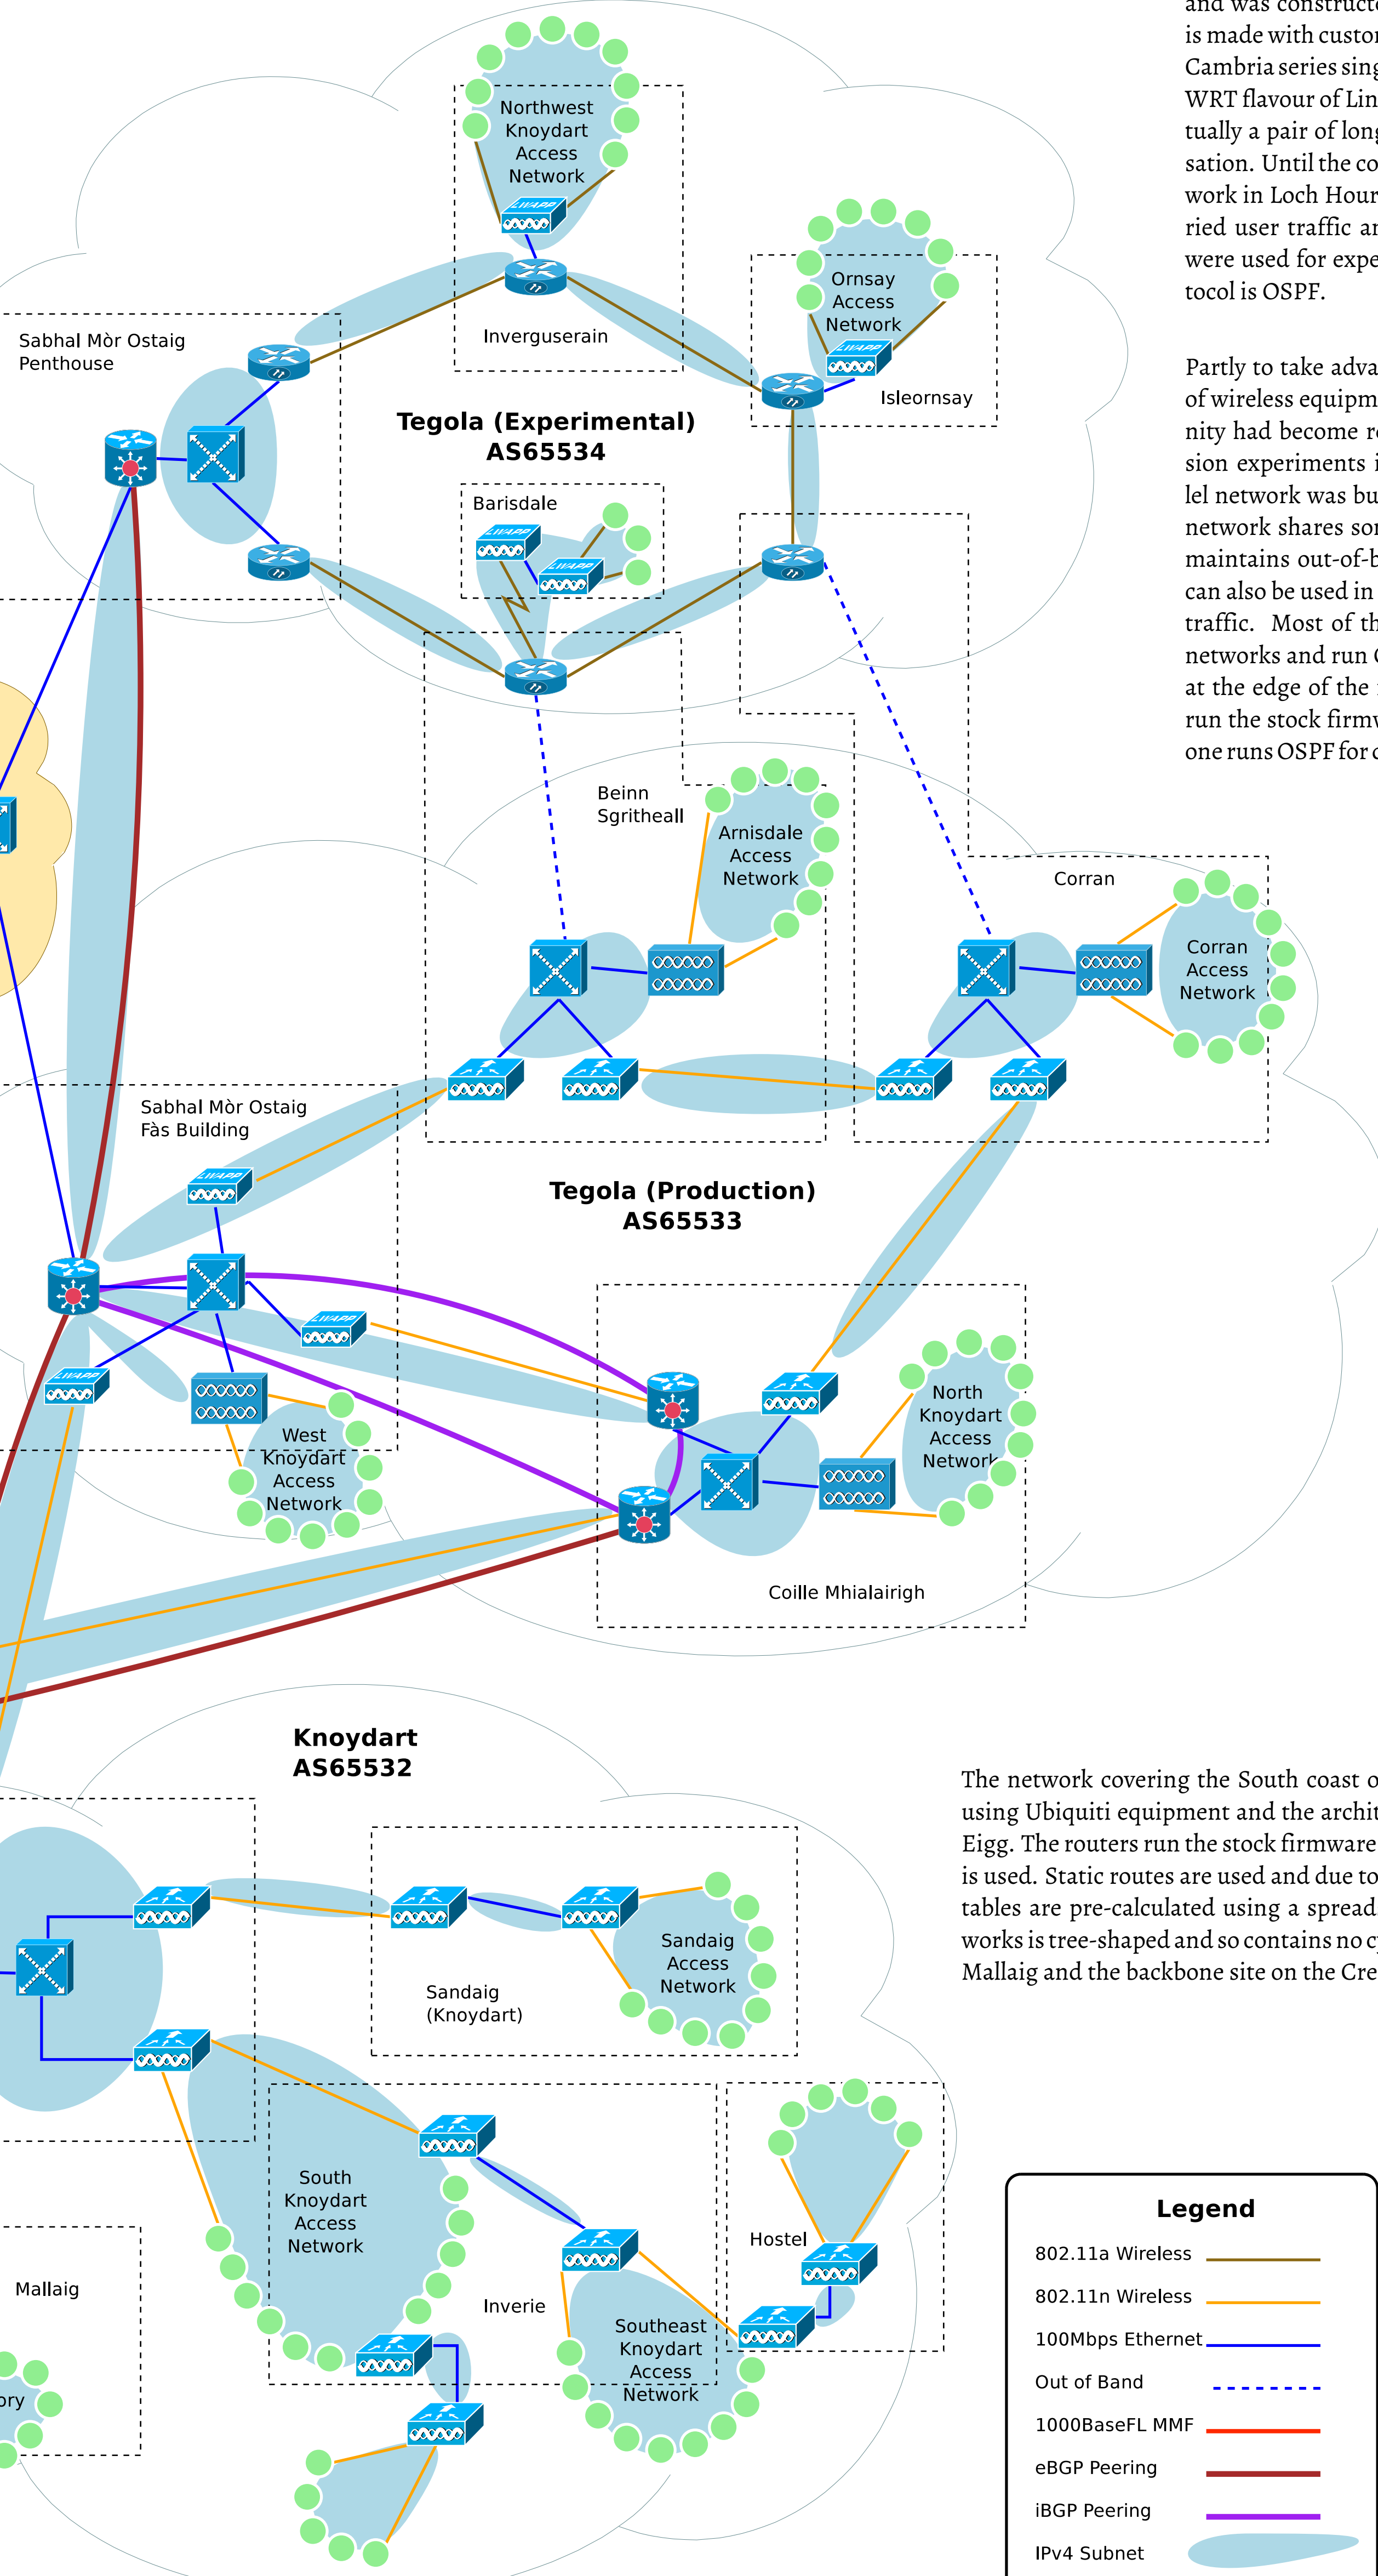 and was construct
is made with custo
Cambria series sing
WRT flavour of Lin
tually a pair of long
sation. Until the co
work in Loch Hour
ried user traffic a
were used for expe
tocol is OSPF.
Northwest
Knoydart
Access
Network
LWAPP
Inverguserain
Ornsay
Access
Network
LWAPP
Isleornsay
Sabhal Mòr Ostaig
Penthouse
Tegola (Experimental)
AS65534
Barisdale
LWAPP
LWAPP
Partly to take adva
of wireless equipm
nity had become r
sion experiments i
lel network was bu
network shares so
maintains out-of-b
can also be used in
traffic. Most of th
networks and run
at the edge of the
run the stock firmw
one runs OSPF for
Beinn
Sgritheall
Arnisdale
Access
Network
Corran
Corran
Access
Network
Sabhal Mòr Ostaig
Fàs Building
LWAPP
LWAPP
LWAPP
Tegola (Production)
AS65533
West
Knoydart
Access
Network
North
Knoydart
Access
Network
Coille Mhialairigh
Knoydart
AS65532
The network covering the South coast o
using Ubiquiti equipment and the archit
Eigg. The routers run the stock firmware
is used. Static routes are used and due to
tables are pre-calculated using a spread
works is tree-shaped and so contains no c
Mallaig and the backbone site on the Cre
Sandaig
Access
Network
Sandaig
(Knoydart)
South
Knoydart
Access
Network
Hostel
Mallaig
Inverie
Southeast
Knoydart
Access
Network
ory
Legend
802.11a Wireless
802.11n Wireless
100Mbps Ethernet
Out of Band
1000BaseFL MMF
eBGP Peering
iBGP Peering
IPv4 Subnet